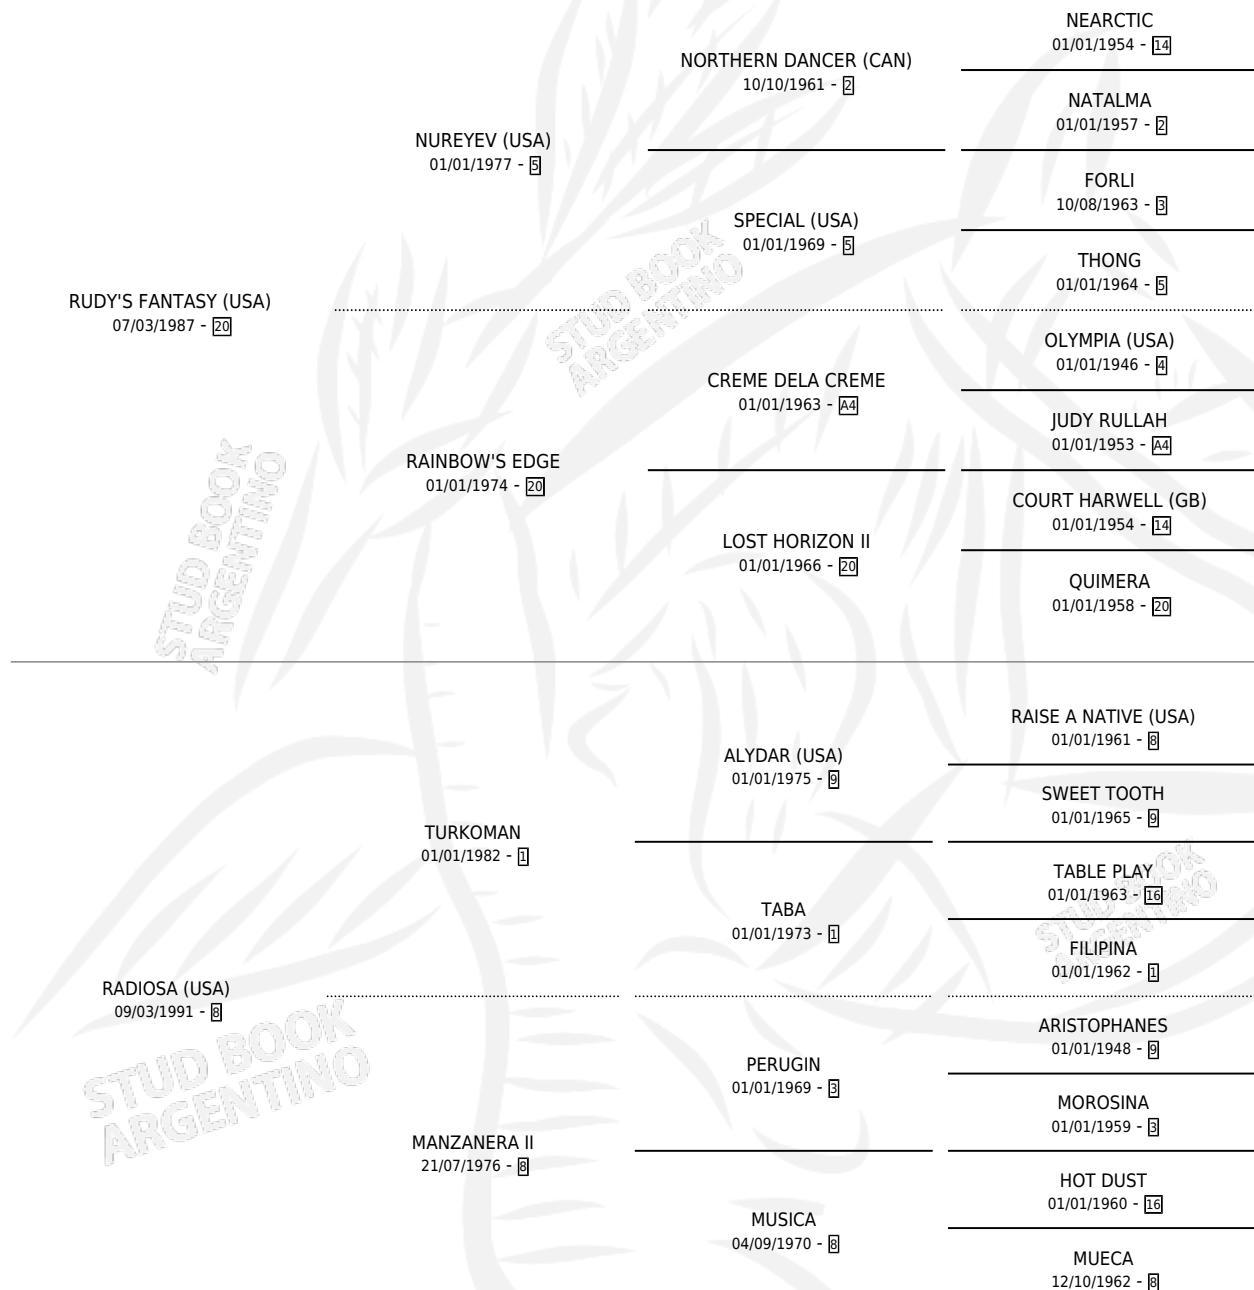 NEARCTIC
01/01/1954 - 14
NORTHERN DANCER (CAN)
10/10/1961 - 2
NATALMA
01/01/1957 - 2
NUREYEV (USA)
01/01/1977 - 5
FORLI
10/08/1963 - 3
SPECIAL (USA)
01/01/1969 - 5
THONG
01/01/1964 - 5
RUDY'S FANTASY (USA)
07/03/1987 - 20
OLYMPIA (USA)
01/01/1946 - 4
CREME DELA CREME
01/01/1963 - A4
JUDY RULLAH
01/01/1953 - A4
RAINBOW'S EDGE
01/01/1974 - 20
COURT HARWELL (GB)
01/01/1954 - 14
LOST HORIZON II
01/01/1966 - 20
QUIMERA
01/01/1958 - 20
STUD BOOK
ARGENTINO
STUD BOOK
ARGENTINO
RAISE A NATIVE (USA)
01/01/1961 - 8
ALYDAR (USA)
01/01/1975 - 9
SWEET TOOTH
01/01/1965 - 9
TURKOMAN
01/01/1982 - 1
TABLE PLAY
01/01/1963 - 16
TABA
01/01/1973 - 1
FILIPINA
01/01/1962 - 1
RADIOSA (USA)
09/03/1991 - 8
ARISTOPHANES
01/01/1948 - 9
PERUGIN
01/01/1969 - 3
MOROSINA
01/01/1959 - 3
MANZANERA II
21/07/1976 - 8
HOT DUST
01/01/1960 - 16
MUSICA
04/09/1970 - 8
MUECA
12/10/1962 - 8
STUD BOOK
ARGENTINO
STUD BOOK
ARGENTINO